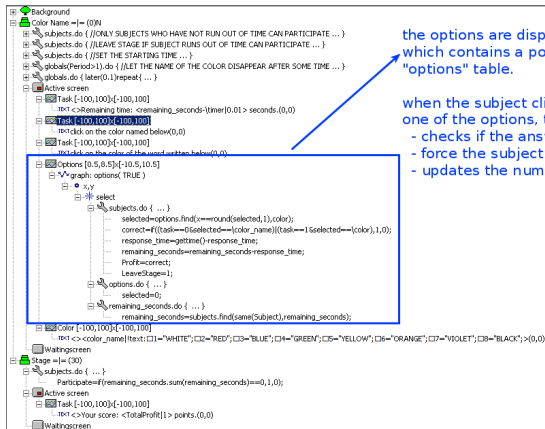 Background
Color Name =|= (0)N
subjects.do { //ONLY SUBJECTS WHO HAVE NOT RUN OUT OF TIME CAN PARTICIPATE ... }
subjects.do { //LEAVE STAGE IF SUBJECT RUNS OUT OF TIME CAN PARTICIPATE ... }
subjects.do { //SET THE STARTING TIME ... }
globals(Period>1).do { //LET THE NAME OF THE COLOR DISAPPEAR AFTER SOME TIME ... }
globals.do { later(0.1)repeat{ ... }
Active screen
Task [-100,100]x[-100,100]
TEXT <>Remaining time: <remaining_seconds-\timer|0.01> seconds.(0,0)
Task [-100,100]x[-100,100]
TEXT click on the color named below(0,0)
Task [-100,100]x[-100,100]
TEXT click on the color of the word written below(0,0)
Options [0.5,8.5]x[-10.5,10.5]
graph: options( TRUE )
x,y
select
subjects.do { ... }
selected=options.find(x==round(selected,1),color);
correct=if((task==0&selected==\color_name)|(task==1&selected==\color),1,0);
response_time=gettime()-response_time;
remaining_seconds=remaining_seconds-response_time;
Profit=correct;
LeaveStage=1;
options.do { ... }
selected=0;
remaining_seconds.do { ... }
remaining_seconds=subjects.find(same(Subject),remaining_seconds);
Color [-100,100]x[-100,100]
TEXT <><color_name|!text: □1="WHITE"; □2="RED"; □3="BLUE"; □4="GREEN"; □5="YELLOW"; □6="ORANGE"; □7="VIOLET"; □8="BLACK"; >(0,0)
Waitingscreen
Stage =|= (30)
subjects.do { ... }
Participate=if(remaining_seconds.sum(remaining_seconds)==0,1,0);
Active screen
Task [-100,100]x[-100,100]
TEXT <>Your score: <TotalProfit|1> points.(0,0)
Waitingscreen
the options are disp
which contains a po
"options" table.
when the subject cli
one of the options, t
- checks if the ans
- force the subject
- updates the num